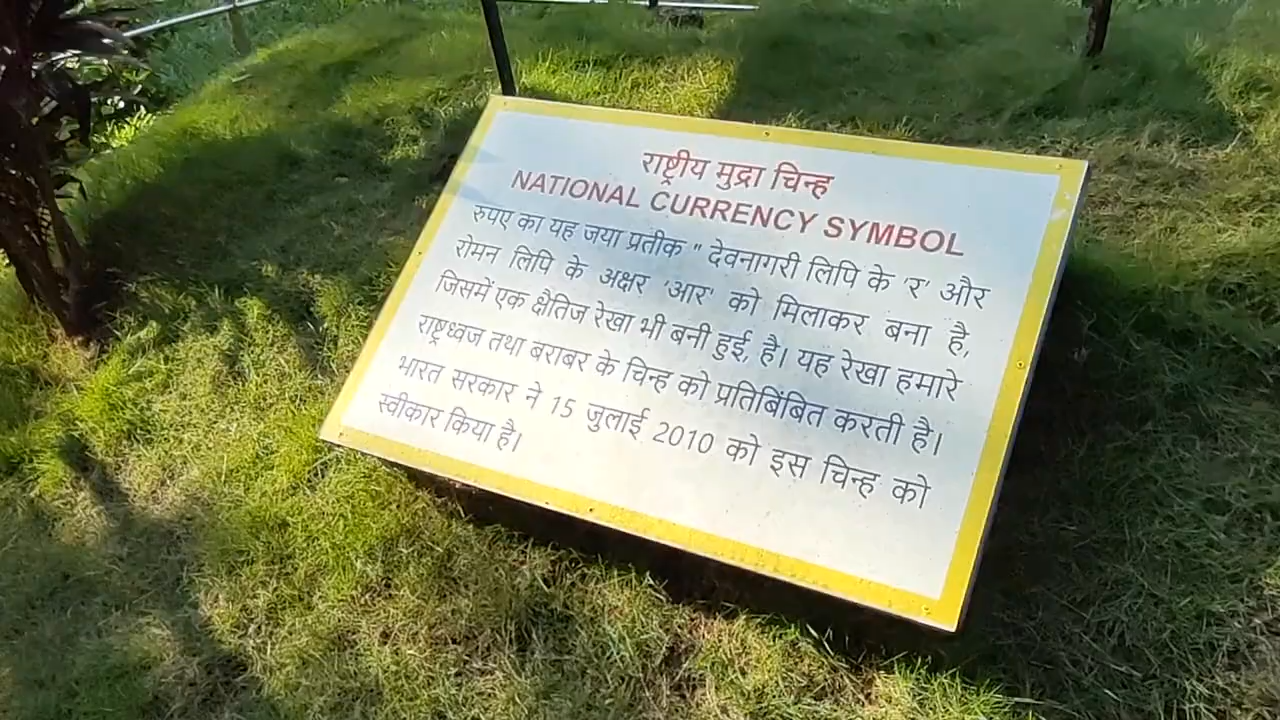 राष्ट्रीय मुद्रा चिन्ह
NATIONAL CURRENCY SYMBOL
रुपए का यह जया प्रतीक " देवनागरी लिपि के 'र' और
रोमन लिपि के अक्षर 'आर' को मिलाकर बना है,
जिसमें एक क्षैतिज रेखा भी बनी हुई, है। यह रेखा हमारे
राष्ट्रध्वज तथा बराबर के चिन्ह को प्रतिबिंबित करती है।
भारत सरकार ने 15 जुलाई 2010 को इस चिन्ह को
स्वीकार किया है।